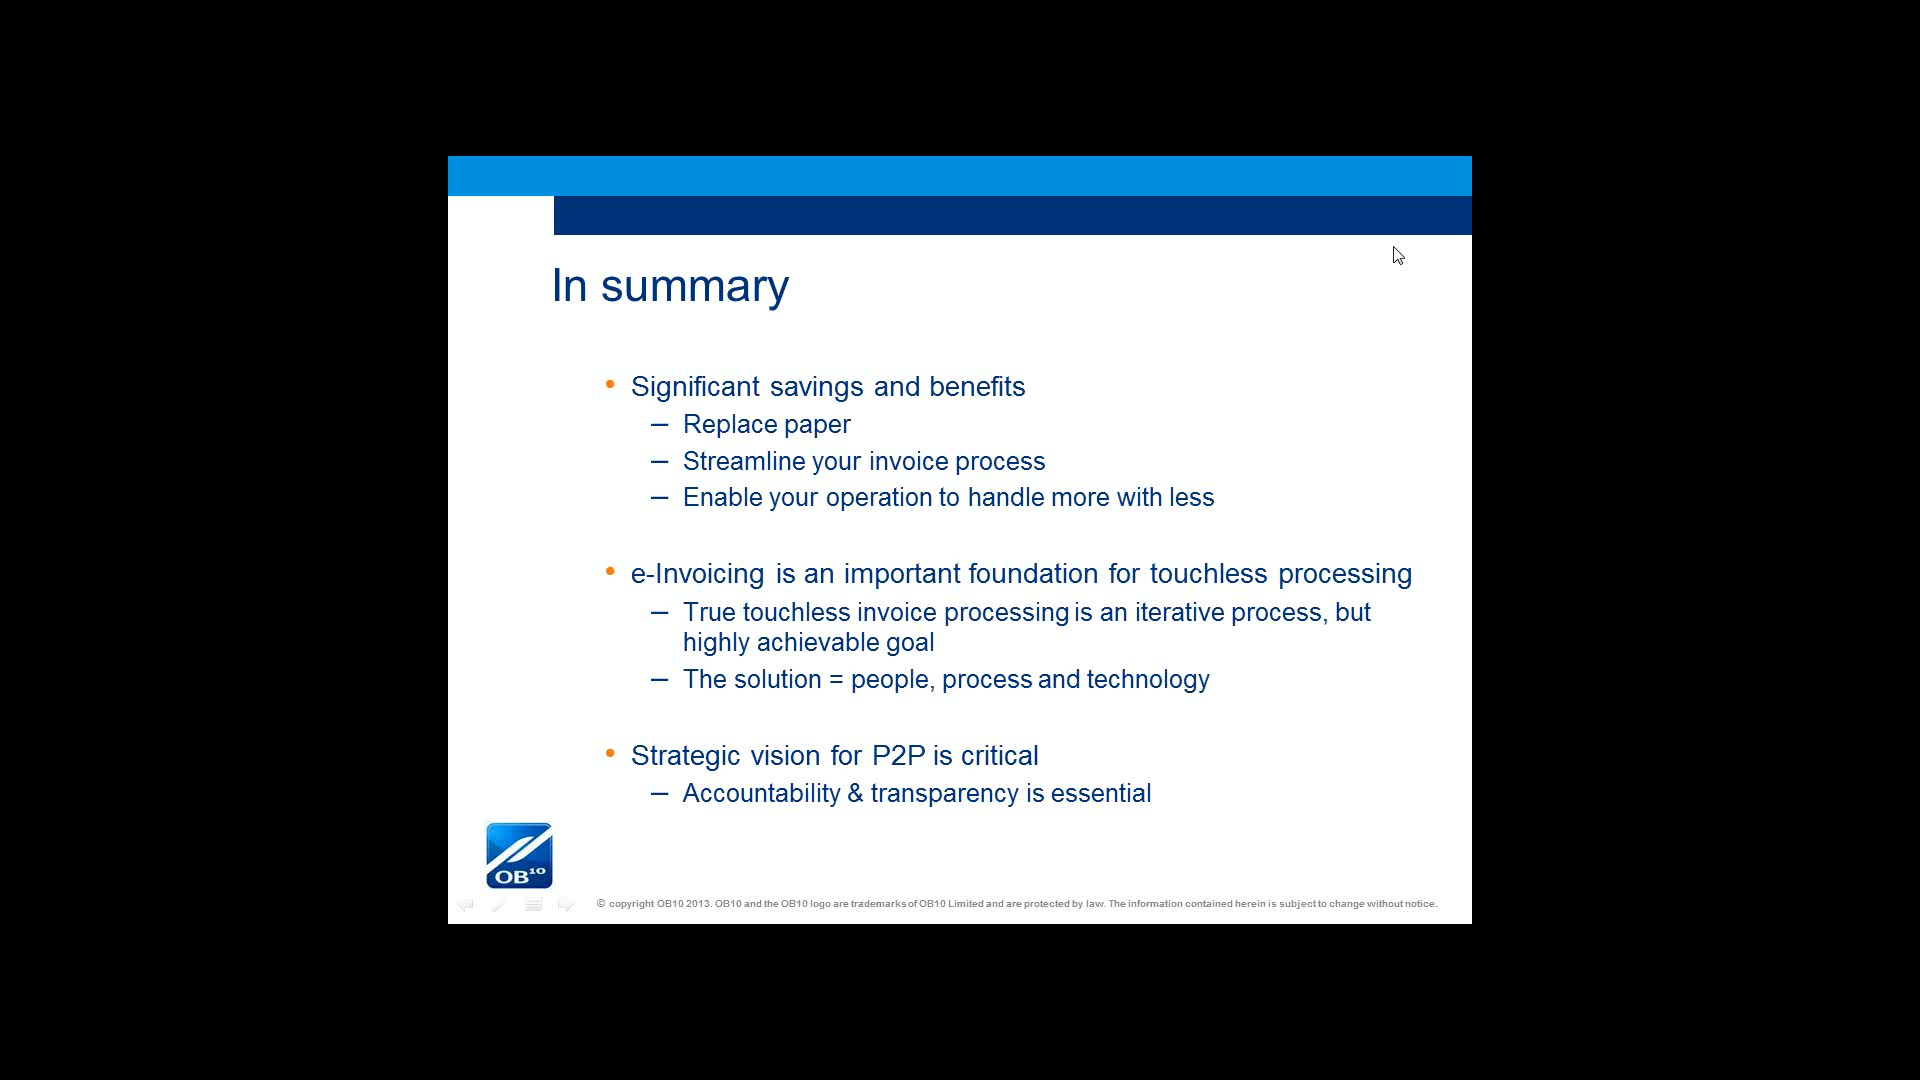 In summary
• Significant savings and benefits
– Replace paper
– Streamline your invoice process
– Enable your operation to handle more with less
• e-Invoicing is an important foundation for touchless processing
– True touchless invoice processing is an iterative process, but
highly achievable goal
– The solution = people, process and technology
• Strategic vision for P2P is critical
– Accountability & transparency is essential
OB10
© copyright OB10 2013. OB10 and the OB10 logo are trademarks of OB10 Limited and are protected by law. The information contained herein is subject to change without notice.